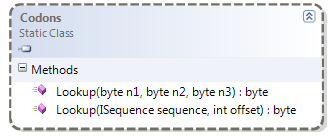 Codons
Static Class
Methods
Lookup(byte n1, byte n2, byte n3) : byte
Lookup(ISequence sequence, int offset) : byte